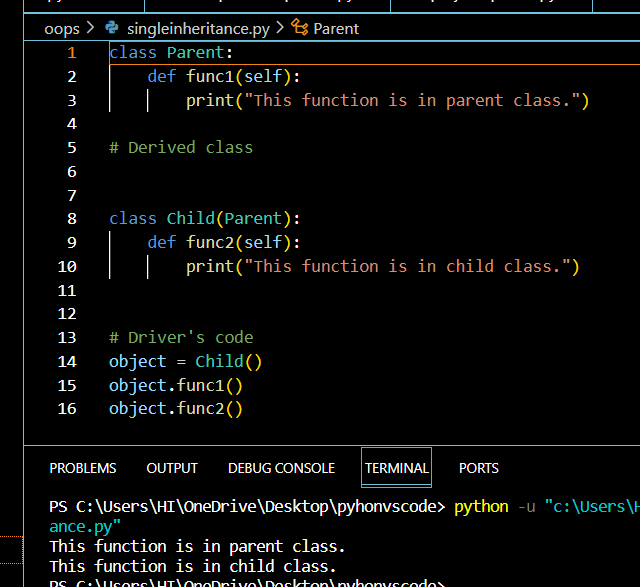 oops > singleinheritance.py > Parent
1 class Parent:
2     def func1(self):
3         print("This function is in parent class.")
4
5 # Derived class
6
7
8 class Child(Parent):
9     def func2(self):
10         print("This function is in child class.")
11
12
13 # Driver's code
14 object = Child()
15 object.func1()
16 object.func2()
PROBLEMS OUTPUT DEBUG CONSOLE TERMINAL PORTS
PS C:\Users\HI\OneDrive\Desktop\pyhonvscode> python -u "c:\Users\H
ance.py"
This function is in parent class.
This function is in child class.
PS C:\Users\HI\OneDrive\Desktop\pyhonvscode>